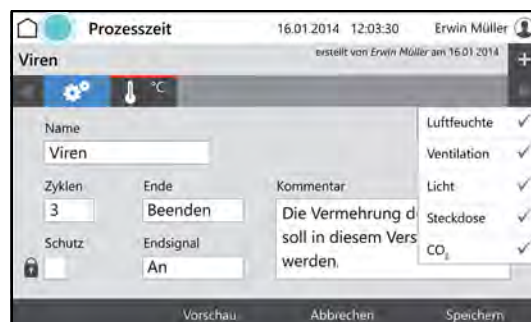 Prozesszeit 16.01.2014 12:03:30 Erwin Müller
Viren erstellt von Erwin Müller am 16.01.2014
°C
Name
Viren
Zyklen Ende Kommentar
3 Beenden Die Vermehrung d
soll in diesem Vers
werden.
Schutz Endsignal
An
Luftfeuchte
Ventilation
Licht
Steckdose
CO₂
Vorschau Abbrechen Speichern